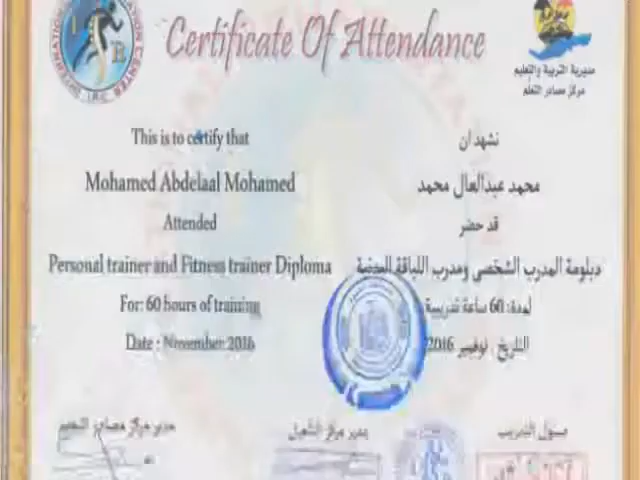 Certificate Of Attendance
مديرية التربية والتعليم
مركز مصادر التعلم
This is to certify that
نشهد ان
Mohamed Abdelaal Mohamed
محمد عبدالعال محمد
Attended
قد حضر
Personal trainer and Fitness trainer Diploma
دبلومة المدرب الشخصي ومدرب اللياقة البدنية
For: 60 hours of training
لمدة: 60 ساعة تدريبية
Date : November 2016
التاريخ : نوفمبر 2016
مدير مركز مصادر التعلم
مدير مركز
مسئول التدريب